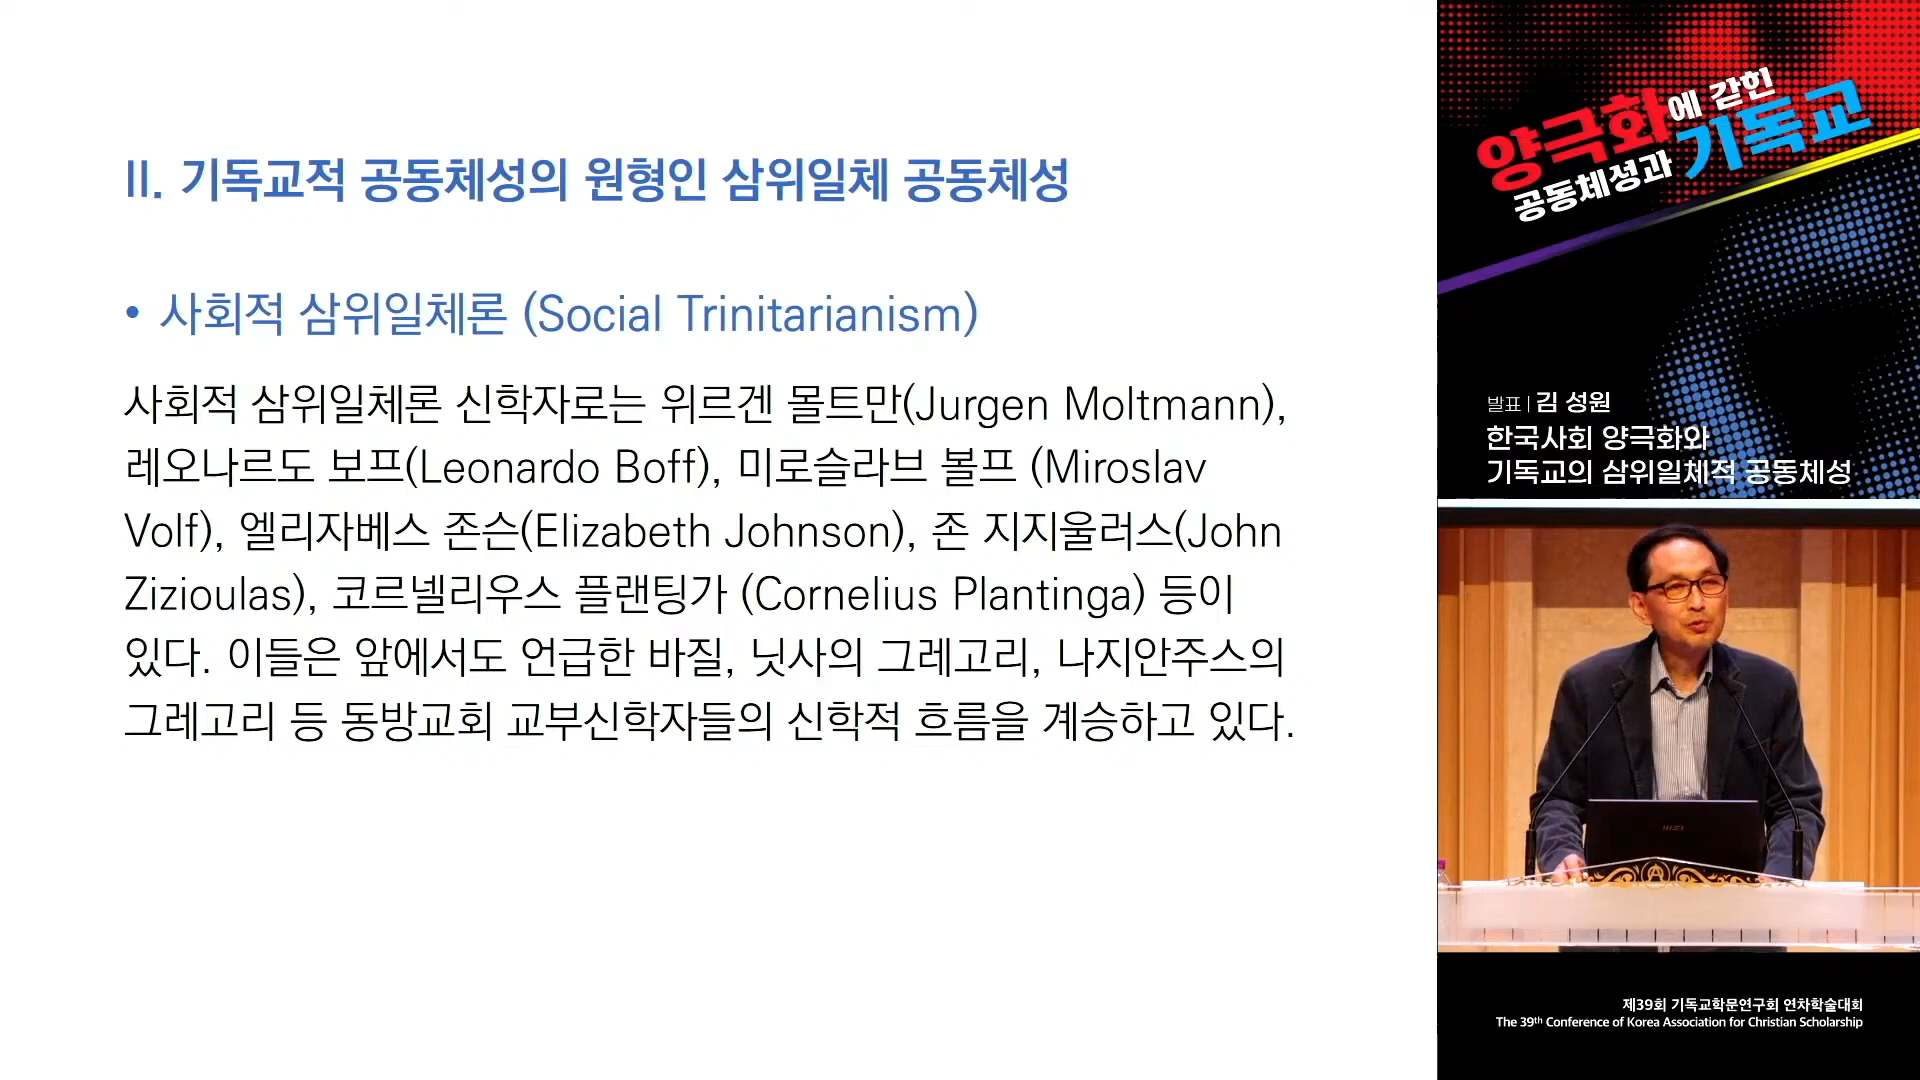 II. 기독교적 공동체성의 원형인 삼위일체 공동체성
• 사회적 삼위일체론 (Social Trinitarianism)
사회적 삼위일체론 신학자로는 위르겐 몰트만(Jurgen Moltmann),
레오나르도 보프(Leonardo Boff), 미로슬라브 볼프 (Miroslav
Volf), 엘리자베스 존슨(Elizabeth Johnson), 존 지지울러스(John
Zizioulas), 코르넬리우스 플랜팅가 (Cornelius Plantinga) 등이
있다. 이들은 앞에서도 언급한 바질, 닛사의 그레고리, 나지안주스의
그레고리 등 동방교회 교부신학자들의 신학적 흐름을 계승하고 있다.
양극화에 갇힌
공동체성과 기독교
발표 | 김 성원
한국사회 양극화와
기독교의 삼위일체적 공동체성
msi
제39회 기독교학문연구회 연차학술대회
The 39th Conference of Korea Association for Christian Scholarship